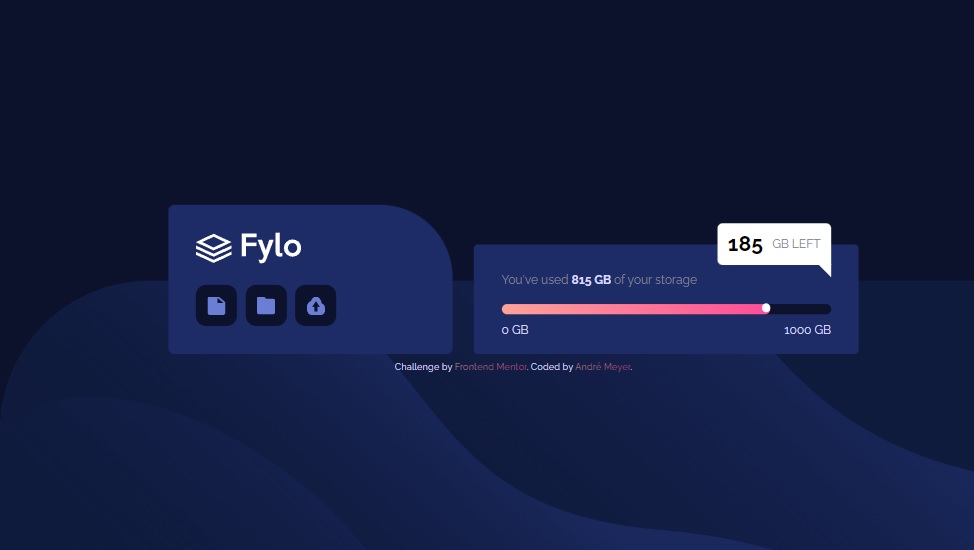 Fylo
185 GB LEFT
You've used 815 GB of your storage
0 GB 1000 GB
Challenge by Frontend Mentor. Coded by André Meyer.